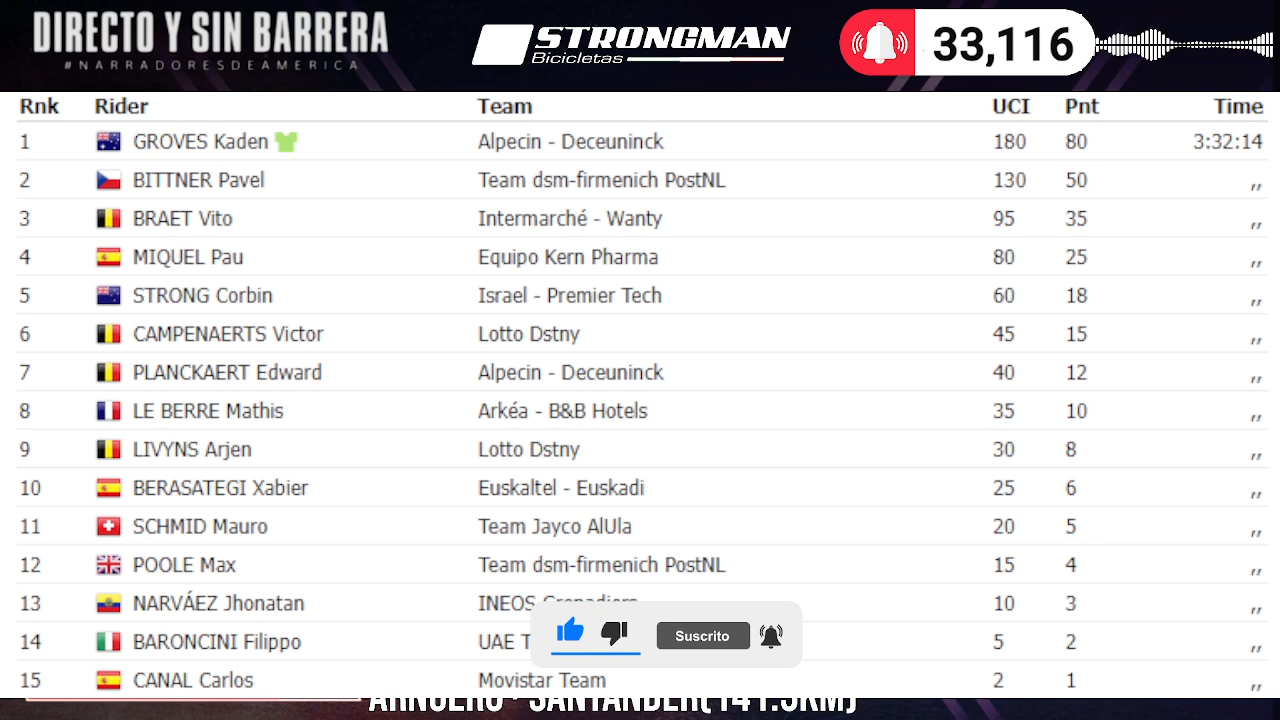 DIRECTO Y SIN BARRERA
#NARRADORESDEAMERICA
STRONGMAN
Bicicletas
33,116
Rnk Rider Team UCI Pnt Time
1 GROVES Kaden Alpecin - Deceuninck 180 80 3:32:14
2 BITTNER Pavel Team dsm-firmenich PostNL 130 50 ,,
3 BRAET Vito Intermarché - Wanty 95 35 ,,
4 MIQUEL Pau Equipo Kern Pharma 80 25 ,,
5 STRONG Corbin Israel - Premier Tech 60 18 ,,
6 CAMPENAERTS Victor Lotto Dstny 45 15 ,,
7 PLANCKAERT Edward Alpecin - Deceuninck 40 12 ,,
8 LE BERRE Mathis Arkéa - B&B Hotels 35 10 ,,
9 LIVYNS Arjen Lotto Dstny 30 8 ,,
10 BERASATEGI Xabier Euskaltel - Euskadi 25 6 ,,
11 SCHMID Mauro Team Jayco AlUla 20 5 ,,
12 POOLE Max Team dsm-firmenich PostNL 15 4 ,,
13 NARVÁEZ Jhonatan INEOS Grenadiers 10 3 ,,
14 BARONCINI Filippo UAE T 5 2 ,,
15 CANAL Carlos Movistar Team 2 1 ,,
Suscrito
ARNUERO - SANTANDER(141.5KM)